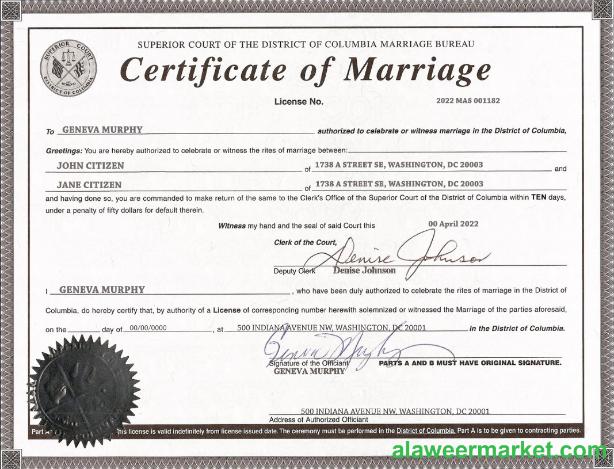 SUPERIOR COURT
DISTRICT OF COLUMBIA
SUPERIOR COURT OF THE DISTRICT OF COLUMBIA MARRIAGE BUREAU
Certificate of Marriage
License No. 2022 MAS 001182
To GENEVA MURPHY authorized to celebrate or witness marriage in the District of Columbia,
Greetings: You are hereby authorized to celebrate or witness the rites of marriage between:
JOHN CITIZEN of 1738 A STREET SE, WASHINGTON, DC 20003 and
JANE CITIZEN of 1738 A STREET SE, WASHINGTON, DC 20003
and having done so, you are commanded to make return of the same to the Clerk's Office of the Superior Court of the District of Columbia within TEN days,
under a penalty of fifty dollars for default therein.
Witness my hand and the seal of said Court this 00 April 2022
Clerk of the Court,
Denise Johnson
Deputy Clerk Denise Johnson
I GENEVA MURPHY, who have been duly authorized to celebrate the rites of marriage in the District of
Columbia, do hereby certify that, by authority of a License of corresponding number herewith solemnized or witnessed the Marriage of the parties aforesaid,
on the day of 00/00/0000, at 500 INDIANA AVENUE NW, WASHINGTON, DC 20001 in the District of Columbia.
Signature of the Officiant PARTS A AND B MUST HAVE ORIGINAL SIGNATURE.
GENEVA MURPHY
500 INDIANA AVENUE NW, WASHINGTON, DC 20001
Address of Authorized Officiant
Part this license is valid indefinitely from license issued date. The ceremony must be performed in the District of Columbia. Part A is to be given to contracting parties.
alaweermarket.com